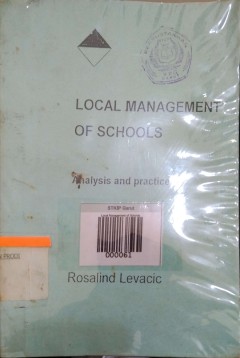 LOCAL MANAGEMENT
OF SCHOOLS
Analysis and practice
000061
Rosalind Levacic